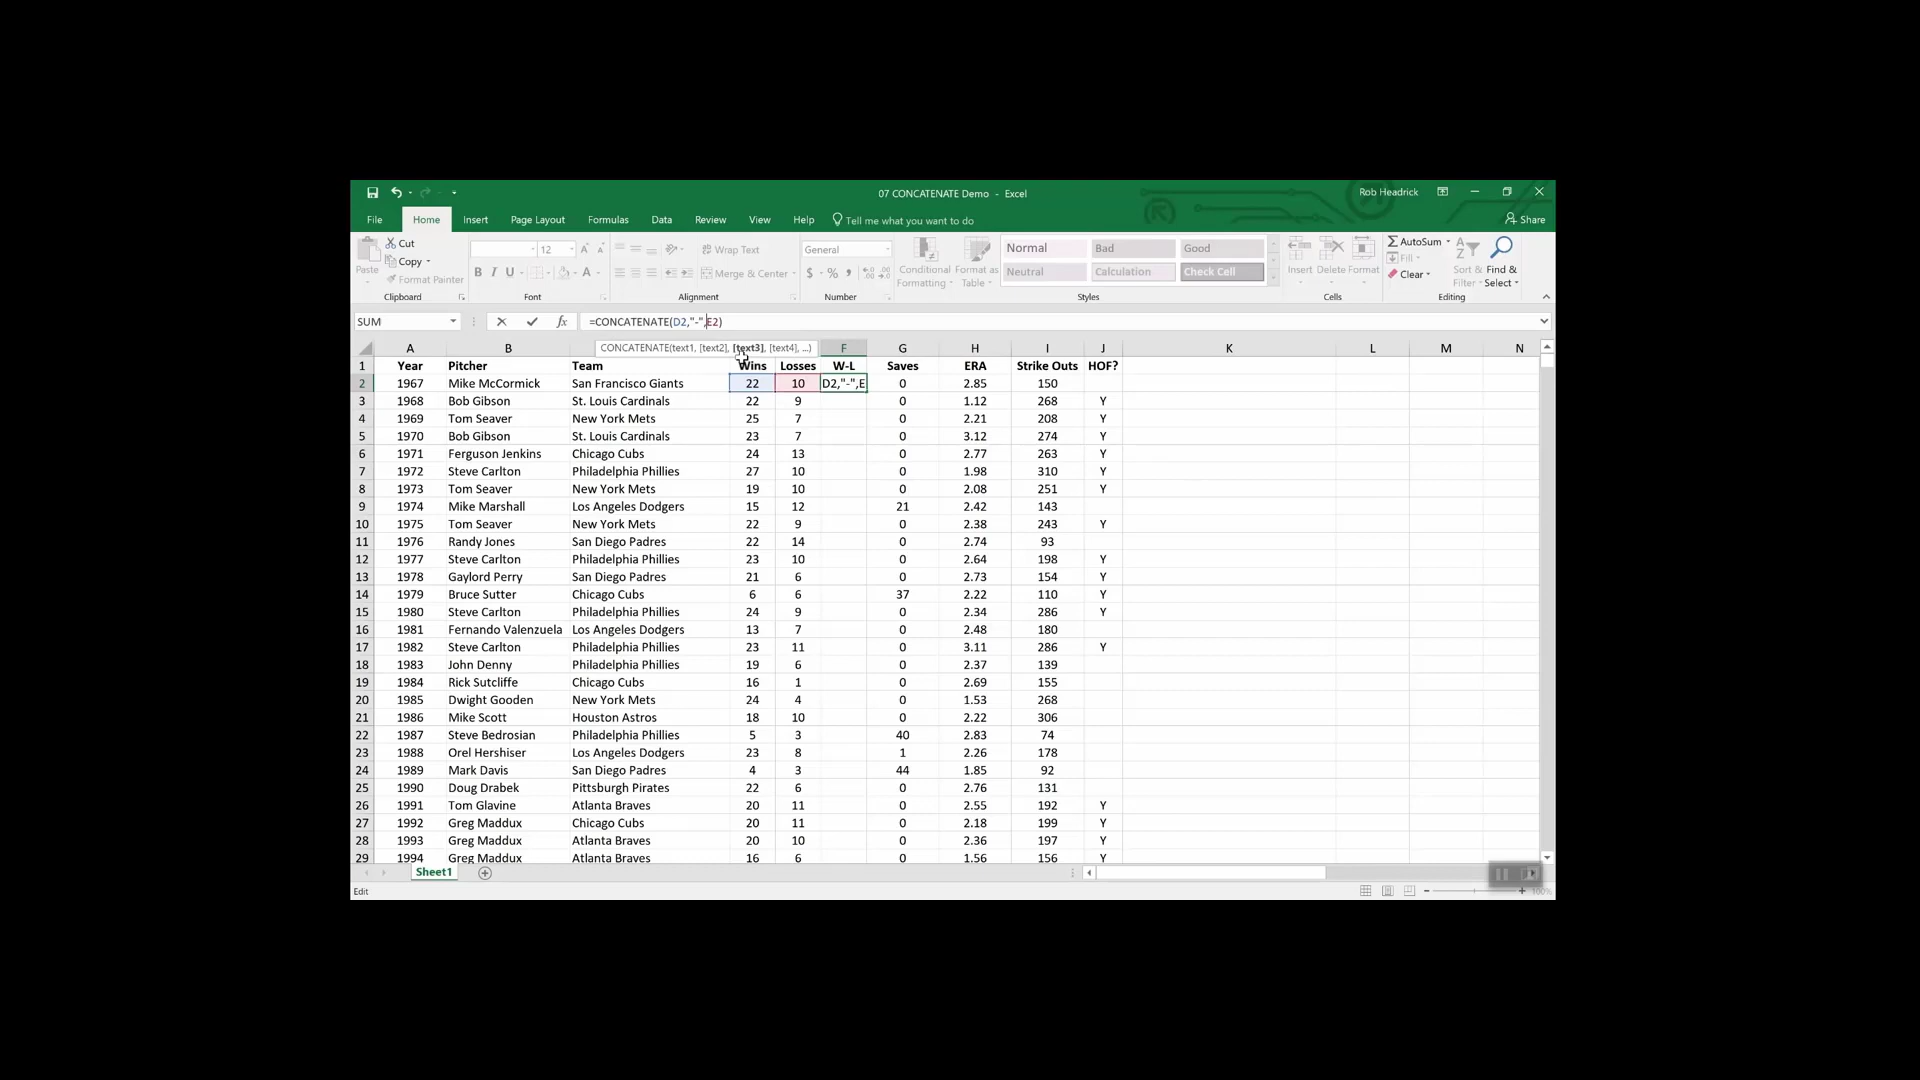 07 CONCATENATE Demo - Excel
Rob Headrick
File Home Insert Page Layout Formulas Data Review View Help Tell me what you want to do Share
Cut
Copy
Format Painter
Paste
Clipboard
12
B I U
Font
Wrap Text
Merge & Center
Alignment
General
$ % ,
Number
Conditional Formatting
Format as Table
Normal Bad Good
Neutral Calculation Check Cell
Styles
Insert Delete Format
Cells
AutoSum
Fill
Clear
Sort & Filter
Find & Select
Editing
SUM fx =CONCATENATE(D2,"-",E2)
CONCATENATE(text1, [text2], [text3], [text4], ...)
A B F G H I J K L M N
1 Year Pitcher Team Wins Losses W-L Saves ERA Strike Outs HOF?
2 1967 Mike McCormick San Francisco Giants 22 10 D2,"-",E 0 2.85 150
3 1968 Bob Gibson St. Louis Cardinals 22 9 0 1.12 268 Y
4 1969 Tom Seaver New York Mets 25 7 0 2.21 208 Y
5 1970 Bob Gibson St. Louis Cardinals 23 7 0 3.12 274 Y
6 1971 Ferguson Jenkins Chicago Cubs 24 13 0 2.77 263 Y
7 1972 Steve Carlton Philadelphia Phillies 27 10 0 1.98 310 Y
8 1973 Tom Seaver New York Mets 19 10 0 2.08 251 Y
9 1974 Mike Marshall Los Angeles Dodgers 15 12 21 2.42 143
10 1975 Tom Seaver New York Mets 22 9 0 2.38 243 Y
11 1976 Randy Jones San Diego Padres 22 14 0 2.74 93
12 1977 Steve Carlton Philadelphia Phillies 23 10 0 2.64 198 Y
13 1978 Gaylord Perry San Diego Padres 21 6 0 2.73 154 Y
14 1979 Bruce Sutter Chicago Cubs 6 6 37 2.22 110 Y
15 1980 Steve Carlton Philadelphia Phillies 24 9 0 2.34 286 Y
16 1981 Fernando Valenzuela Los Angeles Dodgers 13 7 0 2.48 180
17 1982 Steve Carlton Philadelphia Phillies 23 11 0 3.11 286 Y
18 1983 John Denny Philadelphia Phillies 19 6 0 2.37 139
19 1984 Rick Sutcliffe Chicago Cubs 16 1 0 2.69 155
20 1985 Dwight Gooden New York Mets 24 4 0 1.53 268
21 1986 Mike Scott Houston Astros 18 10 0 2.22 306
22 1987 Steve Bedrosian Philadelphia Phillies 5 3 40 2.83 74
23 1988 Orel Hershiser Los Angeles Dodgers 23 8 1 2.26 178
24 1989 Mark Davis San Diego Padres 4 3 44 1.85 92
25 1990 Doug Drabek Pittsburgh Pirates 22 6 0 2.76 131
26 1991 Tom Glavine Atlanta Braves 20 11 0 2.55 192 Y
27 1992 Greg Maddux Chicago Cubs 20 11 0 2.18 199 Y
28 1993 Greg Maddux Atlanta Braves 20 10 0 2.36 197 Y
29 1994 Greg Maddux Atlanta Braves 16 6 0 1.56 156 Y
Sheet1
Edit
100%